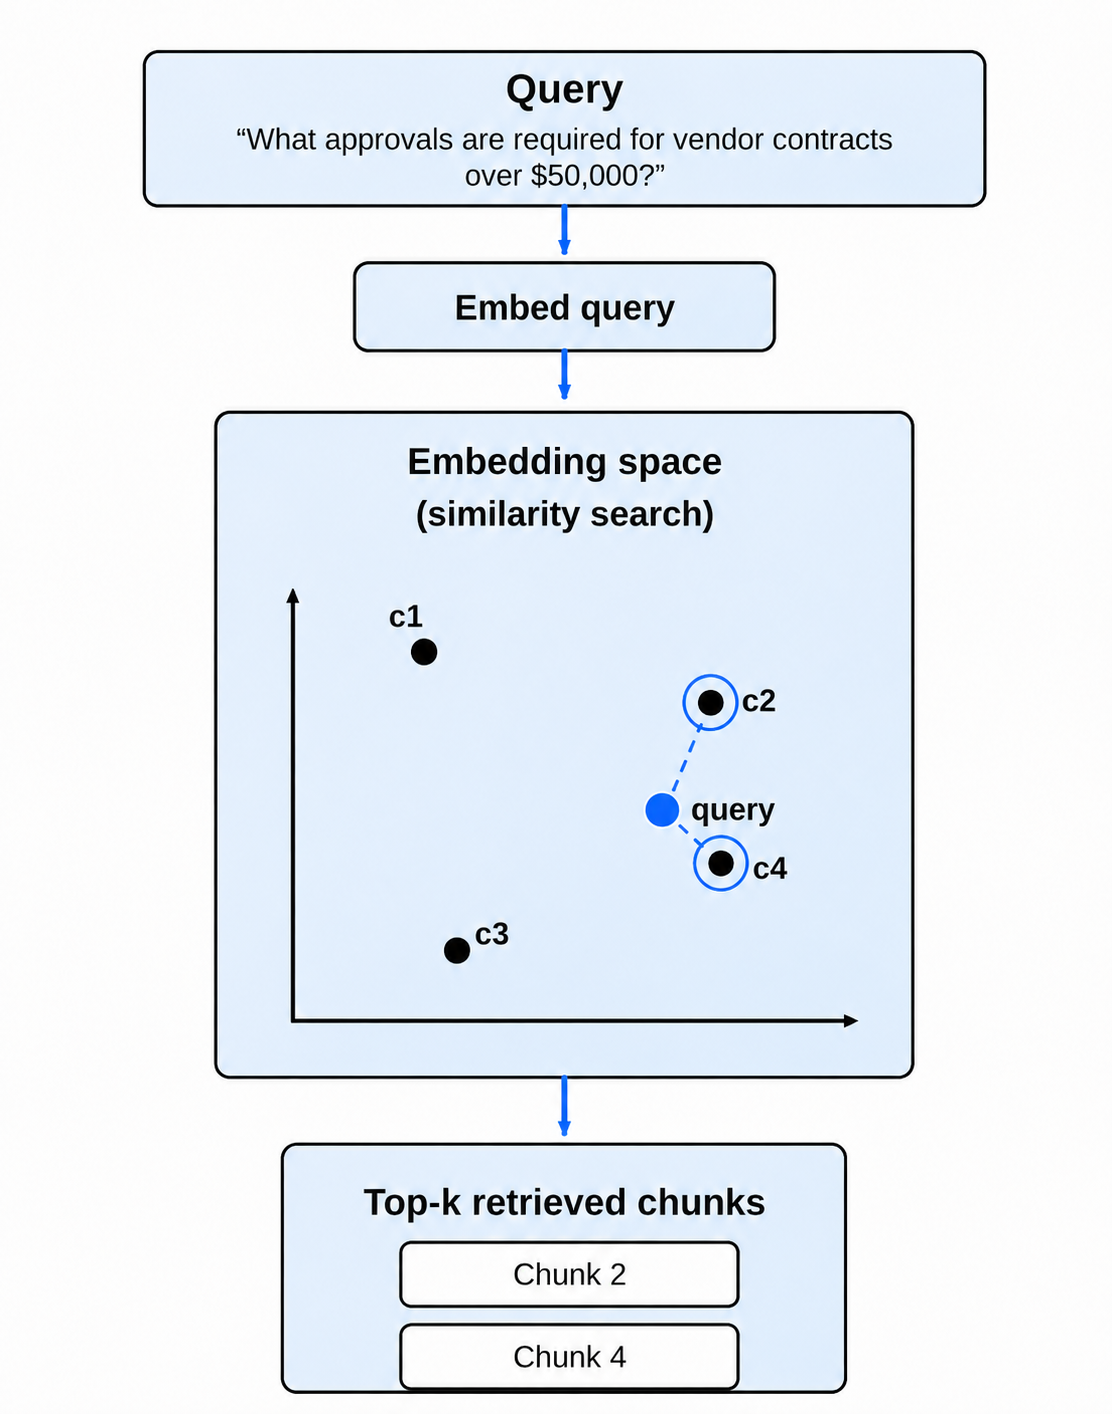 Query
“What approvals are required for vendor contracts
over $50,000?”
Embed query
Embedding space
(similarity search)
c1
c2
query
c4
c3
Top-k retrieved chunks
Chunk 2
Chunk 4